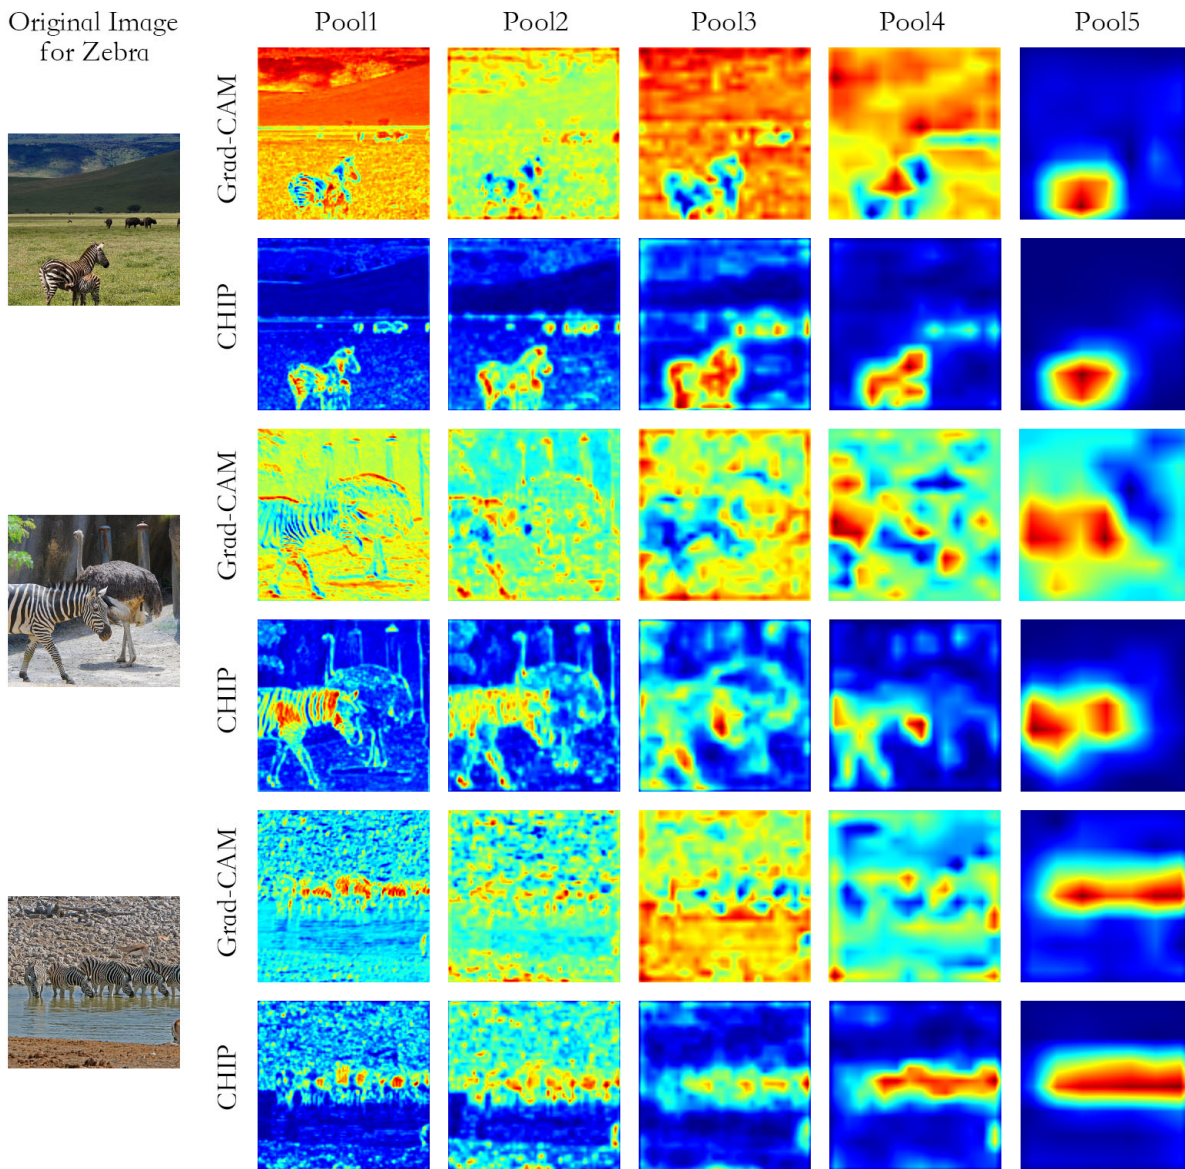 Original Image
for Zebra
Pool1
Pool2
Pool3
Pool4
Pool5
Grad-CAM
CHIP
Grad-CAM
CHIP
Grad-CAM
CHIP